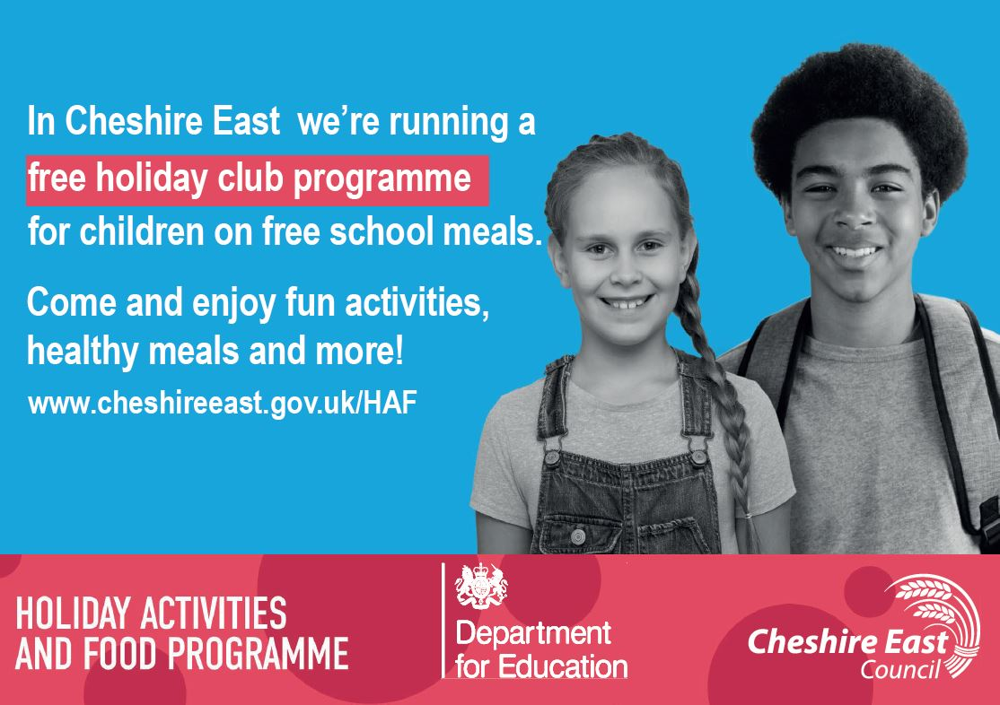 In Cheshire East we're running a
free holiday club programme
for children on free school meals.
Come and enjoy fun activities,
healthy meals and more!
www.cheshireeast.gov.uk/HAF
HOLIDAY ACTIVITIES
AND FOOD PROGRAMME
Department
for Education
Cheshire East
Council